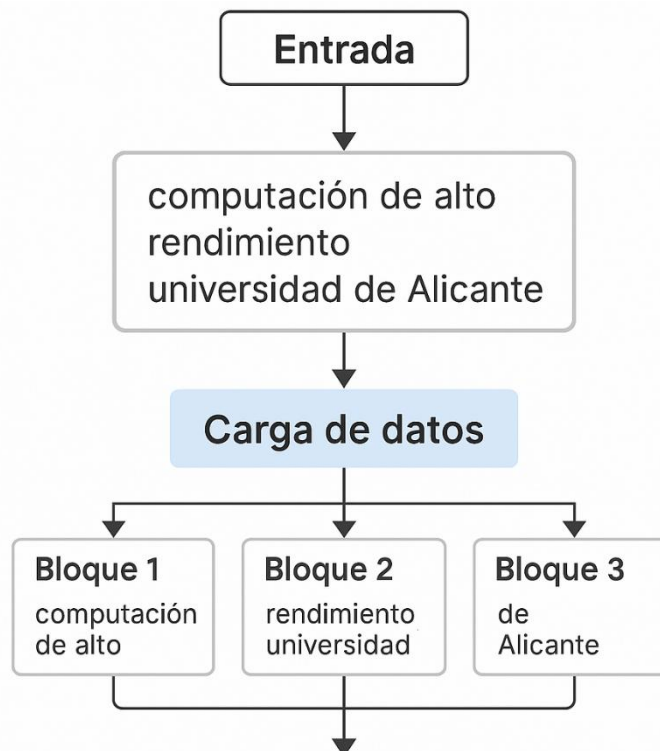 Entrada
computación de alto
rendimiento
universidad de Alicante
Carga de datos
Bloque 1
computación
de alto
Bloque 2
rendimiento
universidad
Bloque 3
de
Alicante